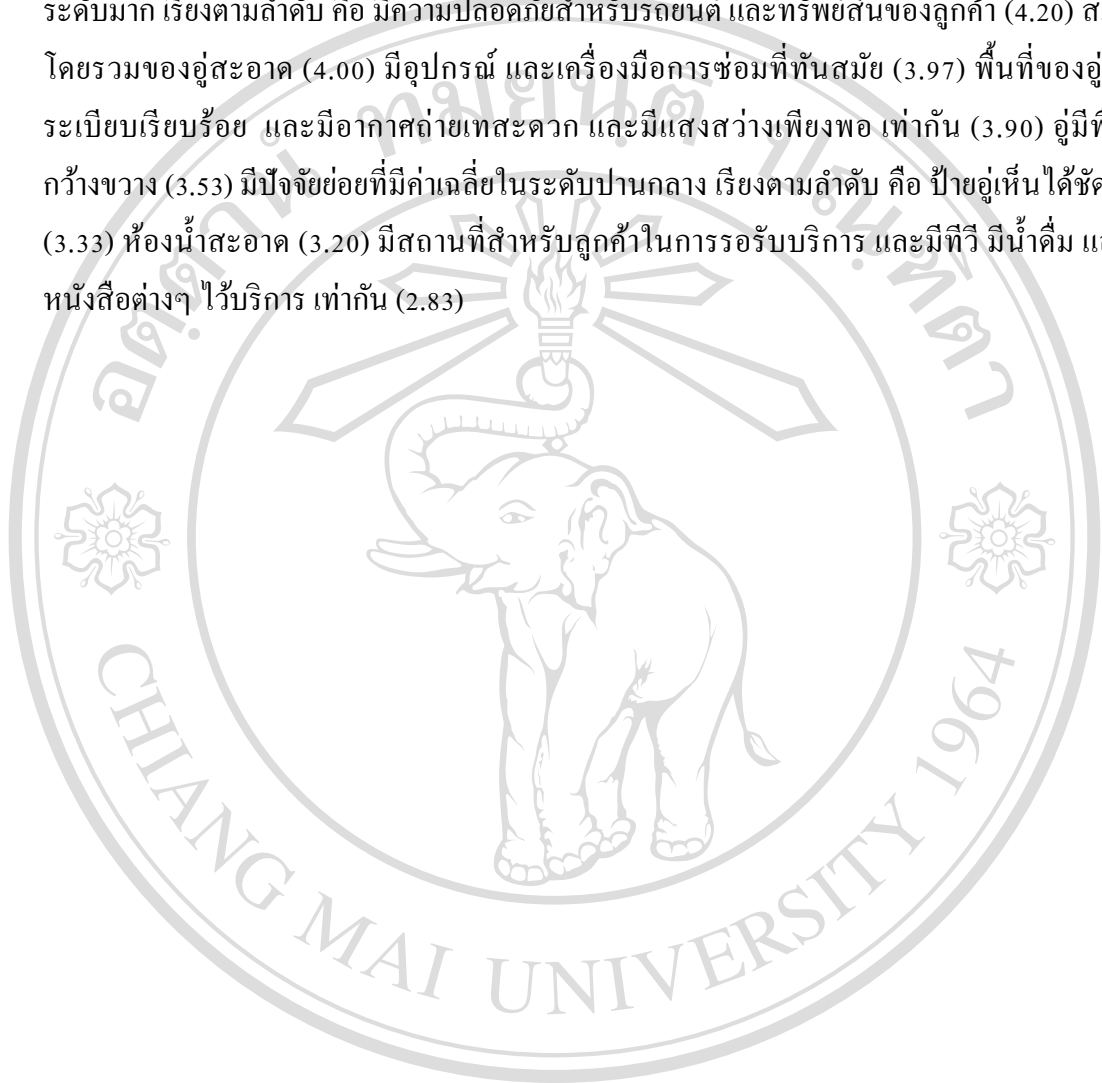 ระดับมาก เรียงตามลำดับ คือ มีความปลอดภัยสำหรับรถยนต์ และทรัพย์สินของลูกค้า (4.20)
โดยรวมของอู่สะอาด (4.00) มีอุปกรณ์ และเครื่องมือการซ่อมที่ทันสมัย (3.97) พื้นที่ของอู่
ระเบียบเรียบร้อย และมีอากาศถ่ายเทสะดวก และมีแสงสว่างเพียงพอ เท่ากัน (3.90) อู่มี
กว้างขวาง (3.53) มีปัจจัยย่อยที่มีค่าเฉลี่ยในระดับปานกลาง เรียงตามลำดับ คือ ป้ายอู่เห็นได้ชัด
(3.33) ห้องน้ำสะอาด (3.20) มีสถานที่สำหรับลูกค้าในการรอรับบริการ และมีทีวี มีน้ำดื่ม
หนังสือต่างๆ ไว้บริการ เท่ากัน (2.83)
CHIANG MAI UNIVERSITY 1964